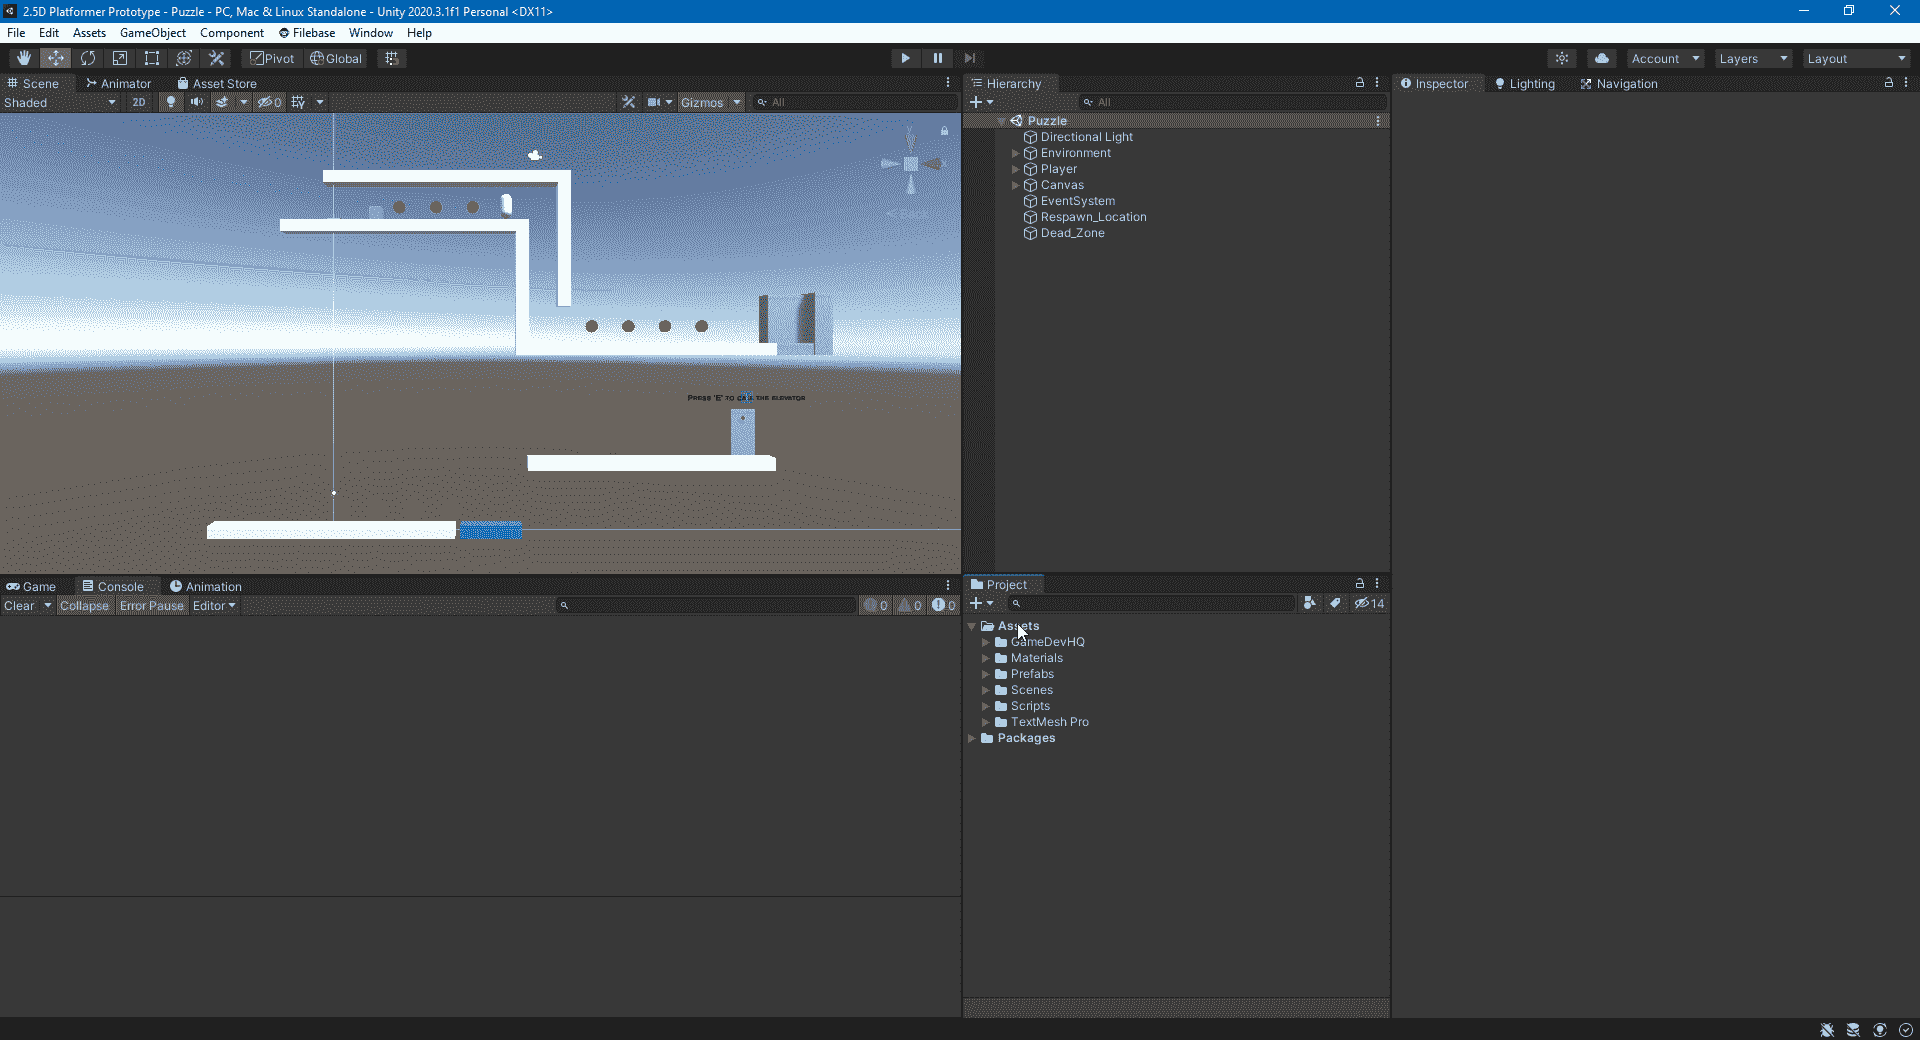 2.5D Platformer Prototype - Puzzle - PC, Mac & Linux Standalone - Unity 2020.3.1f1 Personal <DX11>
File Edit Assets GameObject Component Filebase Window Help
Pivot Global Account Layers Layout
Scene Animator Asset Store
Shaded 2D 0 Gizmos All
Y
Back
Press 'E' to call the elevator
Hierarchy
All
Puzzle
Directional Light
Environment
Player
Canvas
EventSystem
Respawn_Location
Dead_Zone
Inspector Lighting Navigation
Game Console Animation
Clear Collapse Error Pause Editor 0 0 0
Project
14
Assets
GameDevHQ
Materials
Prefabs
Scenes
Scripts
TextMesh Pro
Packages